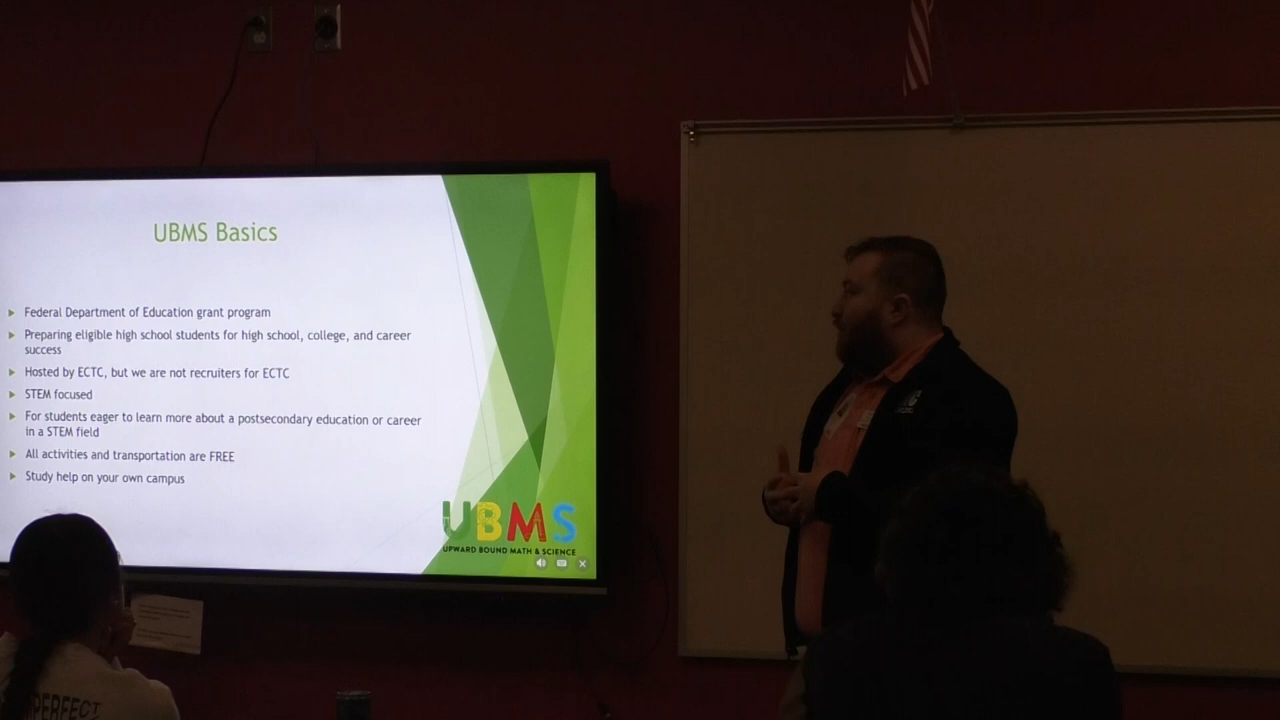 UBMS Basics
Federal Department of Education grant program
Preparing eligible high school students for high school, college, and career
success
Hosted by ECTC, but we are not recruiters for ECTC
STEM focused
For students eager to learn more about a postsecondary education or career
in a STEM field
All activities and transportation are FREE
Study help on your own campus
UBMS
UPWARD BOUND MATH & SCIENCE